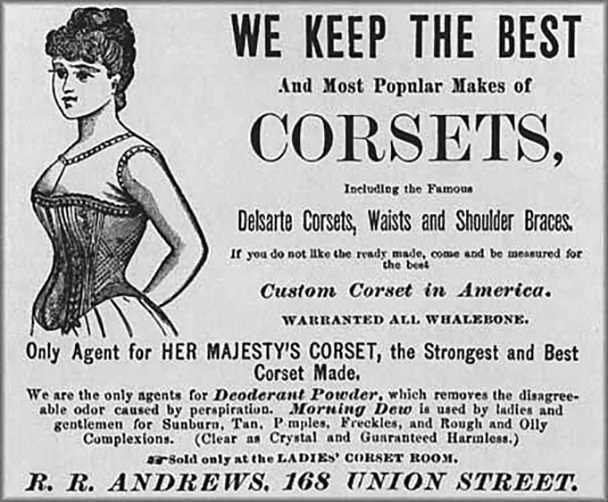 WE KEEP THE BEST
And Most Popular Makes of
CORSETS,
Including the Famous
Delsarte Corsets, Waists and Shoulder Braces.
If you do not like the ready made, come and be measured for
the best
Custom Corset in America.
WARRANTED ALL WHALEBONE.
Only Agent for HER MAJESTY'S CORSET, the Strongest and Best
Corset Made.
We are the only agents for Deoderant Powder, which removes the disagree-
able odor caused by perspiration. Morning Dew is used by ladies and
gentlemen for Sunburn, Tan, P mples, Freckles, and Rough and Oily
Complexions. (Clear as Crystal and Guaranteed Harmless.)
☞Sold only at the LADIES' CORSET ROOM.
R. R. ANDREWS, 168 UNION STREET.